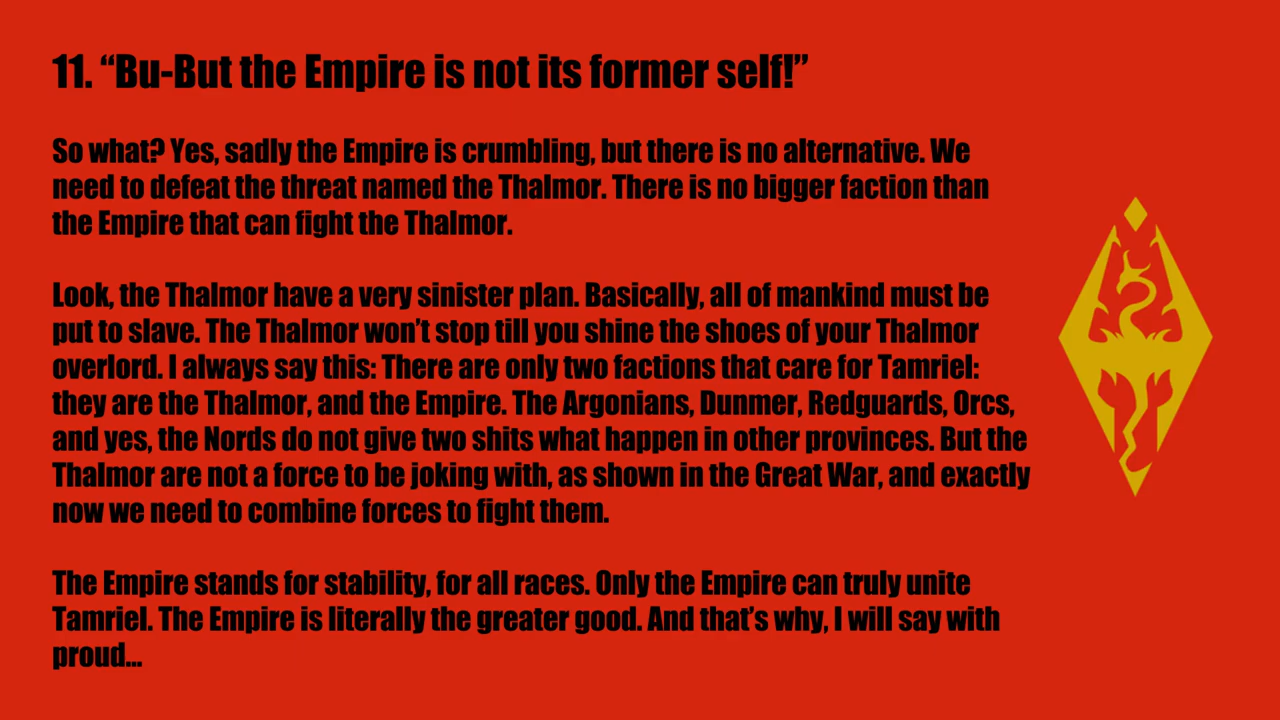 11. “Bu-But the Empire is not its former self!”
So what? Yes, sadly the Empire is crumbling, but there is no alternative. We
need to defeat the threat named the Thalmor. There is no bigger faction than
the Empire that can fight the Thalmor.
Look, the Thalmor have a very sinister plan. Basically, all of mankind must be
put to slave. The Thalmor won’t stop till you shine the shoes of your Thalmor
overlord. I always say this: There are only two factions that care for Tamriel:
they are the Thalmor, and the Empire. The Argonians, Dunmer, Redguards, Orcs,
and yes, the Nords do not give two shits what happen in other provinces. But the
Thalmor are not a force to be joking with, as shown in the Great War, and exactly
now we need to combine forces to fight them.
The Empire stands for stability, for all races. Only the Empire can truly unite
Tamriel. The Empire is literally the greater good. And that’s why, I will say with
proud...